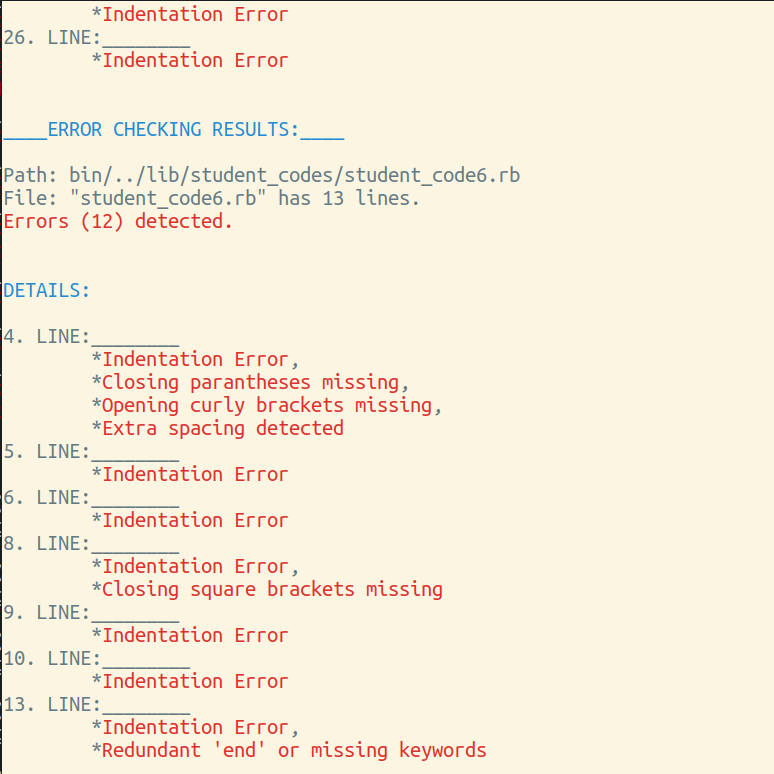 *Indentation Error
26. LINE:________
*Indentation Error
____ERROR CHECKING RESULTS:____
Path: bin/../lib/student_codes/student_code6.rb
File: "student_code6.rb" has 13 lines.
Errors (12) detected.
DETAILS:
4. LINE:________
*Indentation Error,
*Closing parantheses missing,
*Opening curly brackets missing,
*Extra spacing detected
5. LINE:________
*Indentation Error
6. LINE:________
*Indentation Error
8. LINE:________
*Indentation Error,
*Closing square brackets missing
9. LINE:________
*Indentation Error
10. LINE:________
*Indentation Error
13. LINE:________
*Indentation Error,
*Redundant 'end' or missing keywords